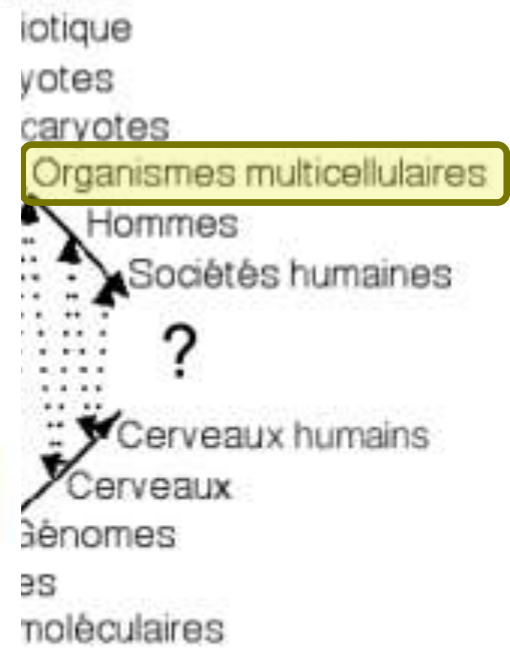 iotique
yotes
caryotes
Organismes multicellulaires
Hommes
Sociétés humaines
?
Cerveaux humains
Cerveaux
Génomes
es
moléculaires